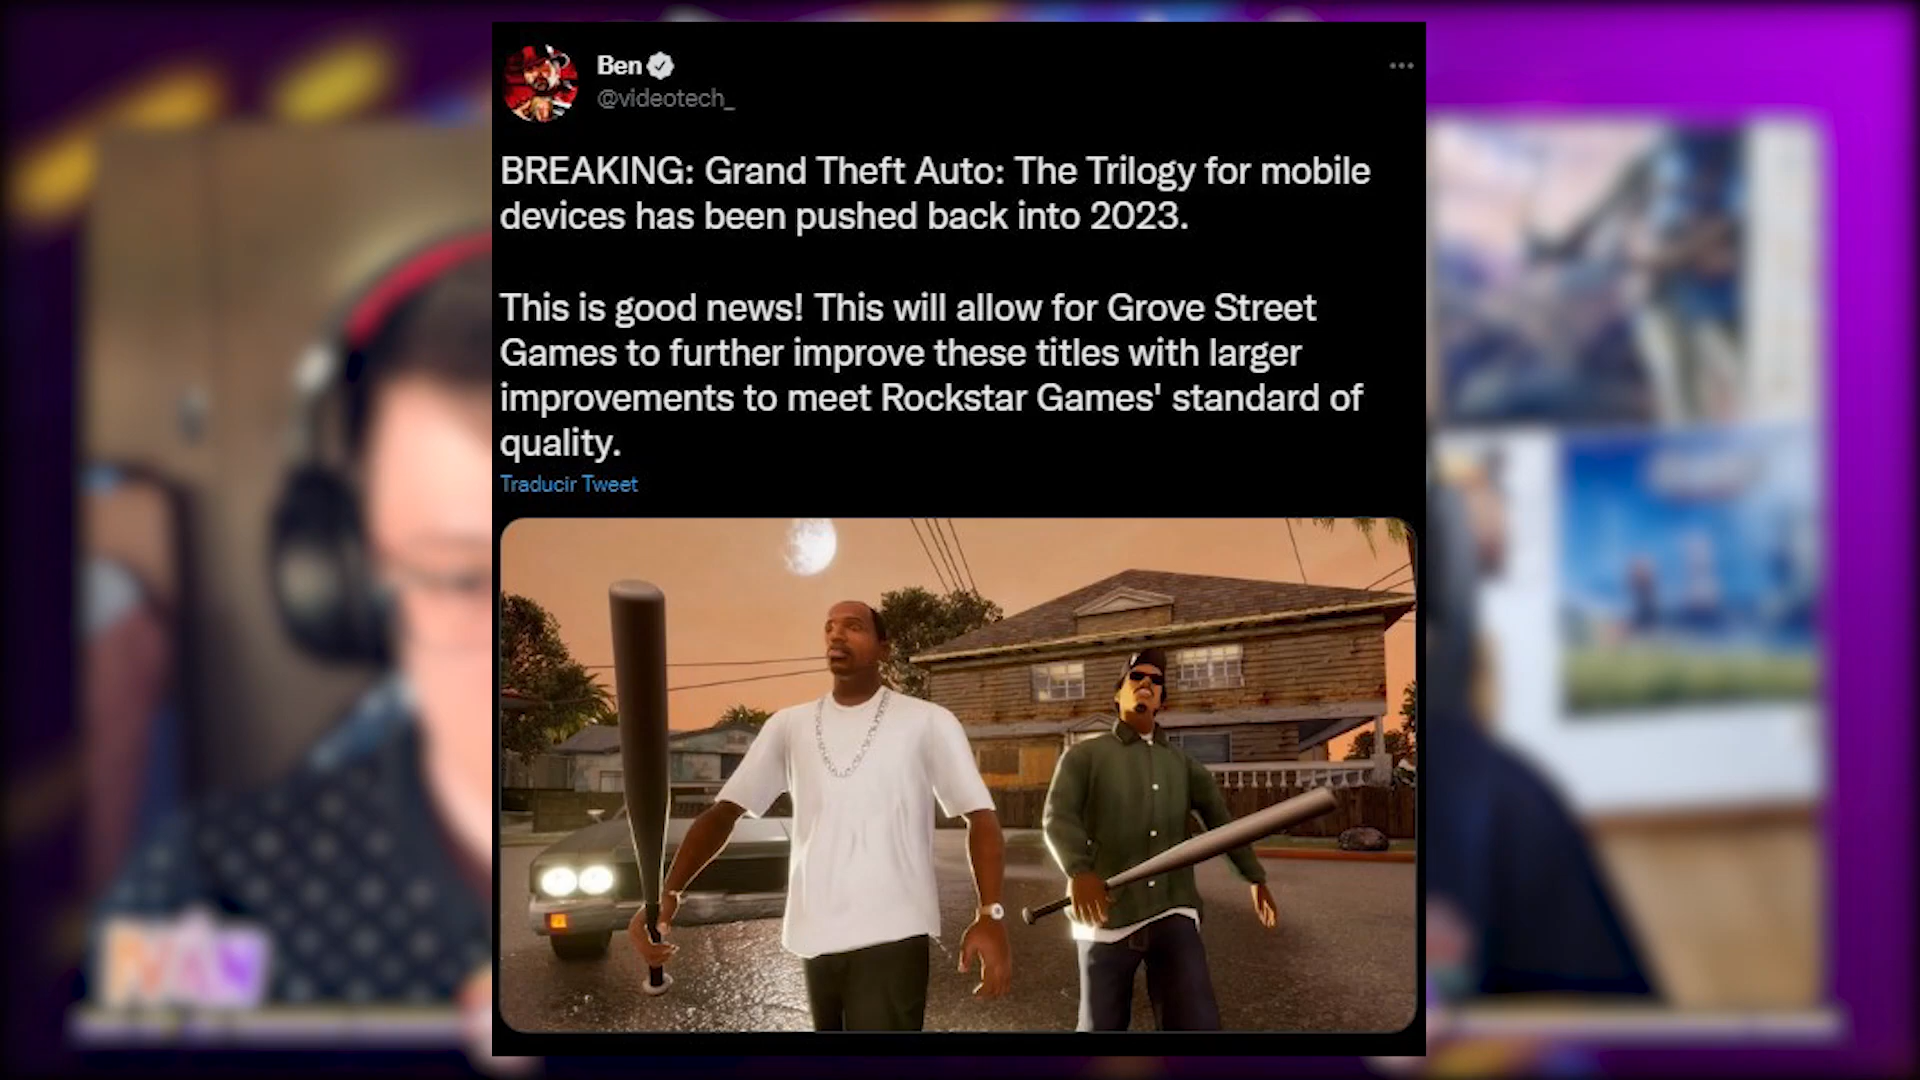 Ben
@videotech_
BREAKING: Grand Theft Auto: The Trilogy for mobile
devices has been pushed back into 2023.
This is good news! This will allow for Grove Street
Games to further improve these titles with larger
improvements to meet Rockstar Games' standard of
quality.
Traducir Tweet